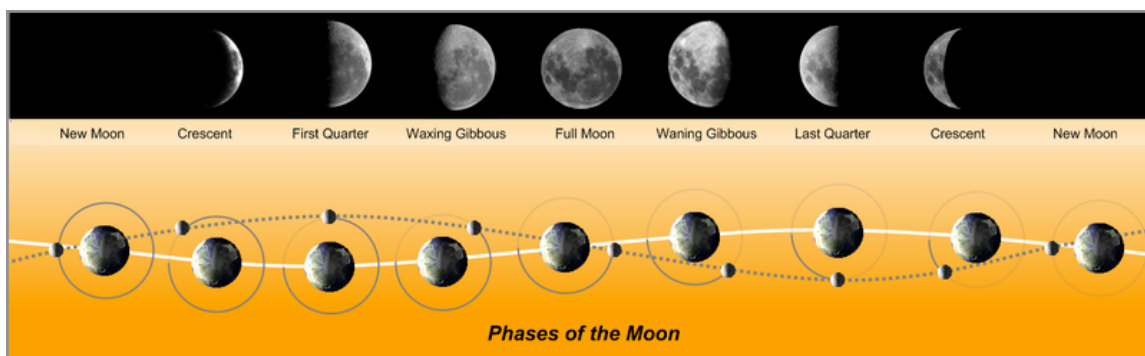 New Moon Crescent First Quarter Waxing Gibbous Full Moon Waning Gibbous Last Quarter Crescent New Moon
Phases of the Moon